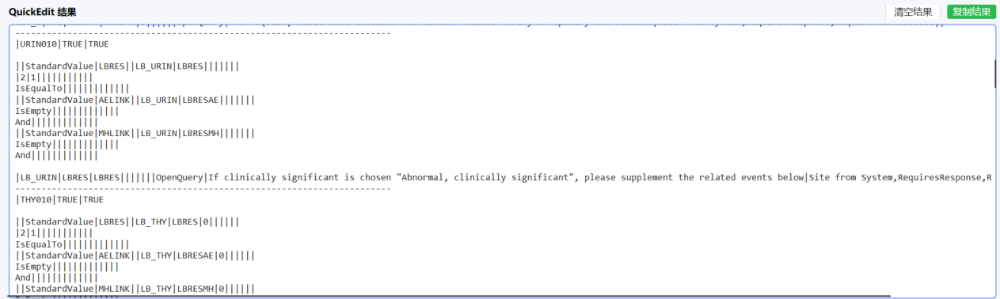 QuickEdit 结果
清空结果
复制结果
----------------------------------------------------------------------
|URIN010|TRUE|TRUE
||StandardValue|LBRES||LB_URIN|LBRES|||||||
|2|1|||||||||||
IsEqualTo|||||||||||||
||StandardValue|AELINK||LB_URIN|LBRESAE|||||||
IsEmpty|||||||||||||
And|||||||||||||
||StandardValue|MHLINK||LB_URIN|LBRESMH|||||||
IsEmpty|||||||||||||
And|||||||||||||
|LB_URIN|LBRES|LBRES|||||||OpenQuery|If clinically significant is chosen "Abnormal, clinically significant", please supplement the related events below|Site from System,RequiresResponse,R
----------------------------------------------------------------------
|THY010|TRUE|TRUE
||StandardValue|LBRES||LB_THY|LBRES|0||||||
|2|1|||||||||||
IsEqualTo|||||||||||||
||StandardValue|AELINK||LB_THY|LBRESAE|0||||||
IsEmpty|||||||||||||
And|||||||||||||
||StandardValue|MHLINK||LB_THY|LBRESMH|0||||||